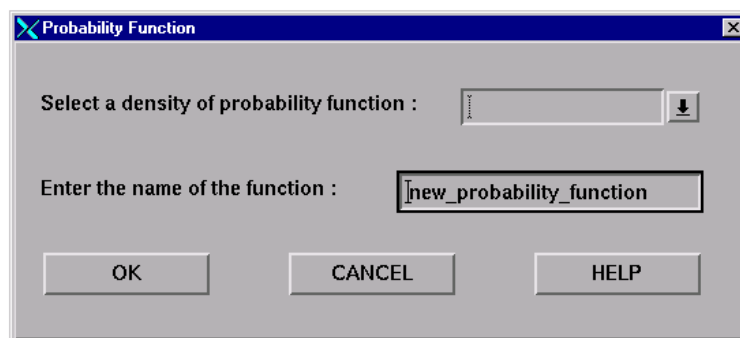 Probability Function
Select a density of probability function :
Enter the name of the function : new_probability_function
OK CANCEL HELP